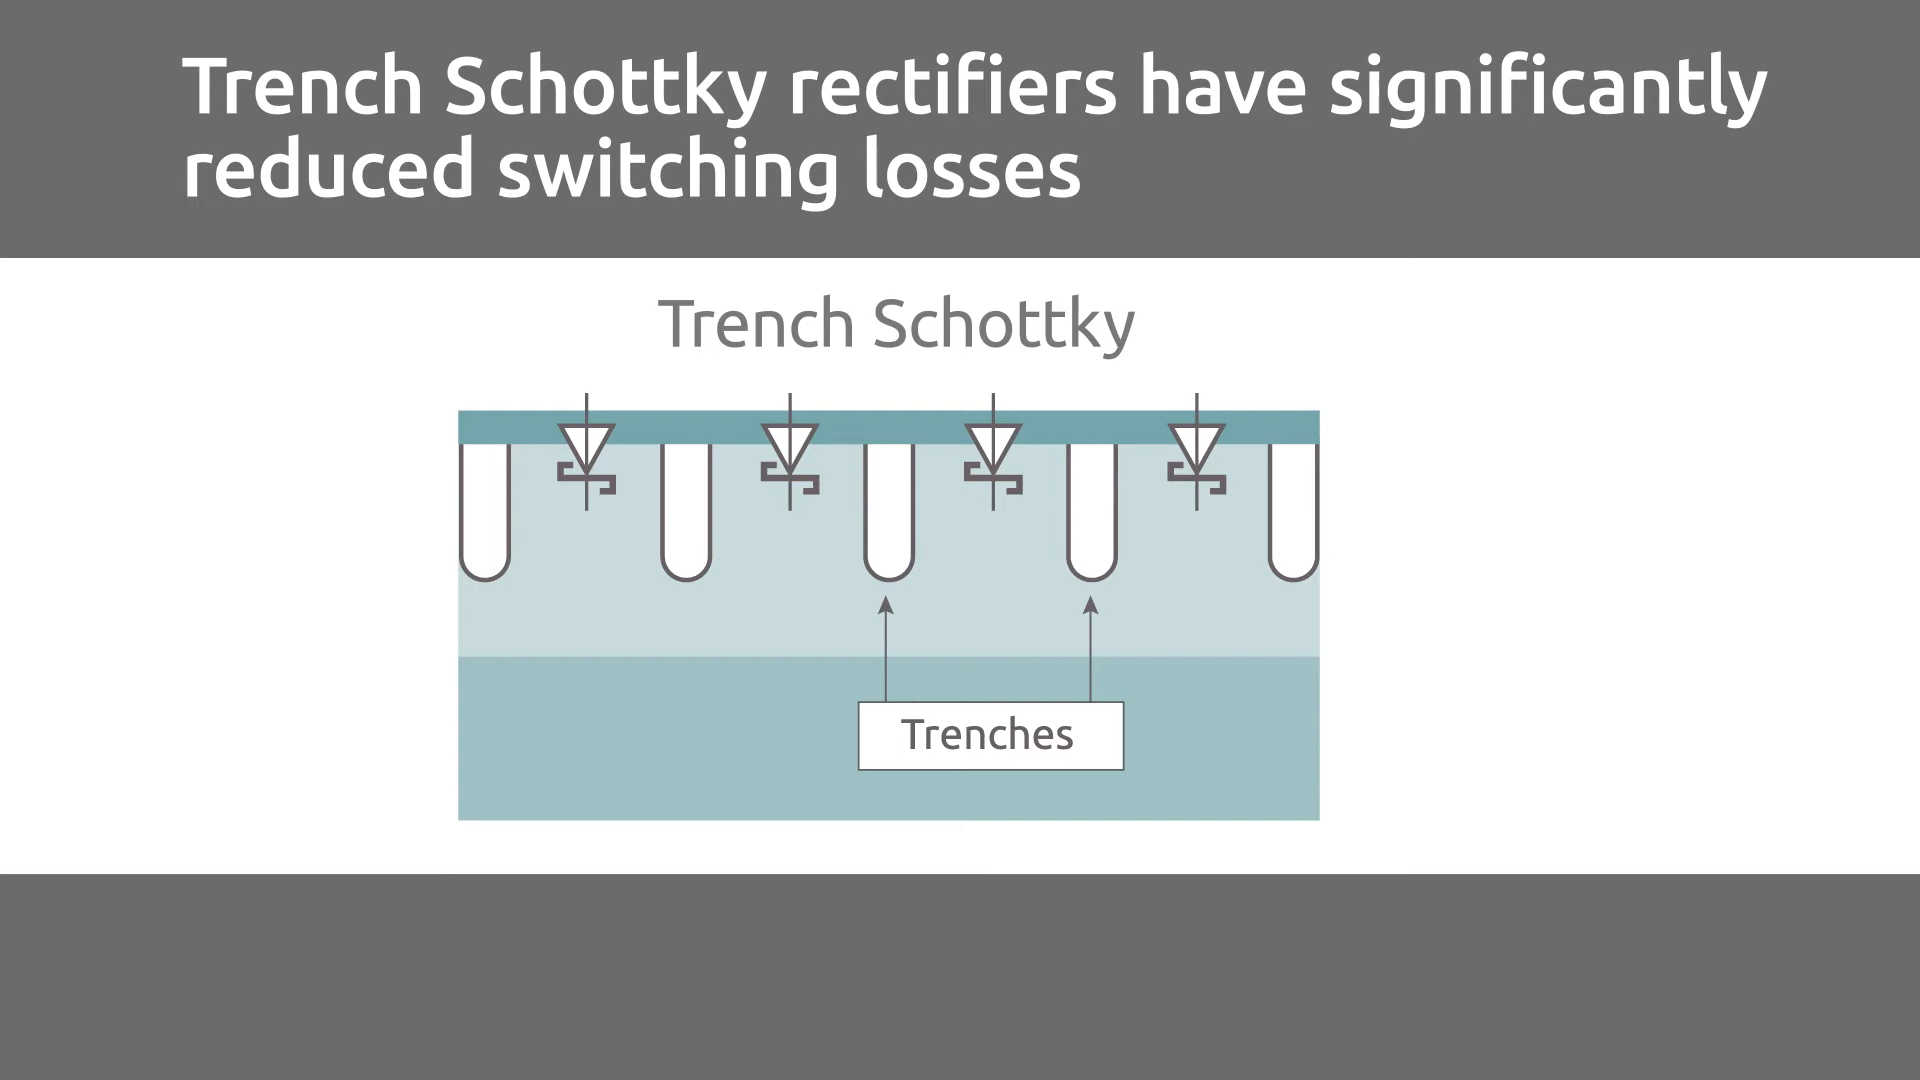 Trench Schottky rectifiers have significantly
reduced switching losses
Trench Schottky
Trenches